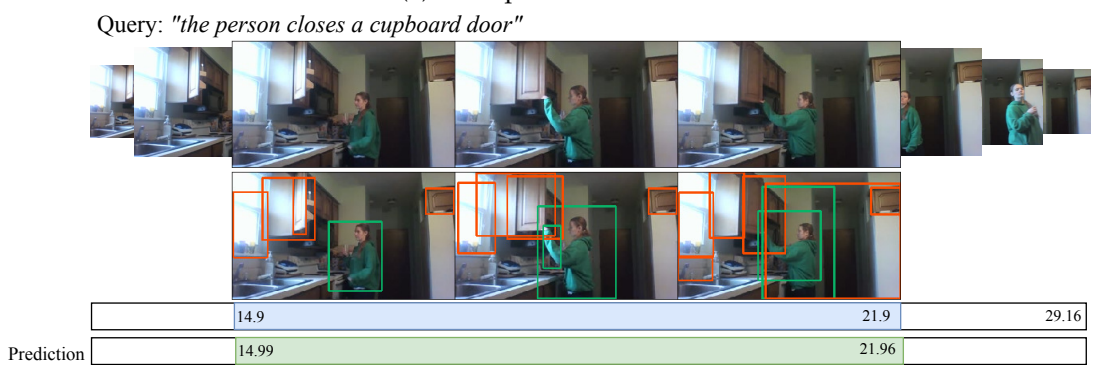 Query: "the person closes a cupboard door"
14.9 21.9 29.16
Prediction 14.99 21.96